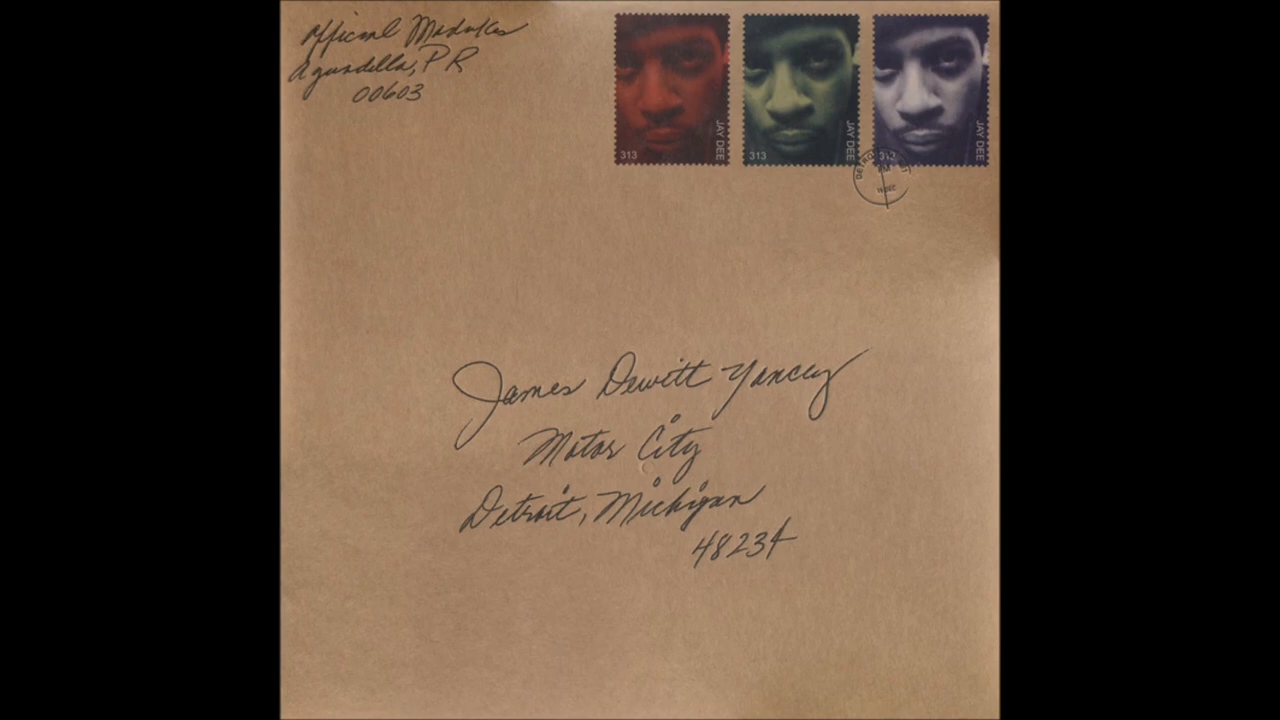 Official Madukes
Aguadilla, PR
00603
313
JAY DEE
313
JAY DEE
313
JAY DEE
James Dewitt Yancey
Motor City
Detroit, Michigan
48234